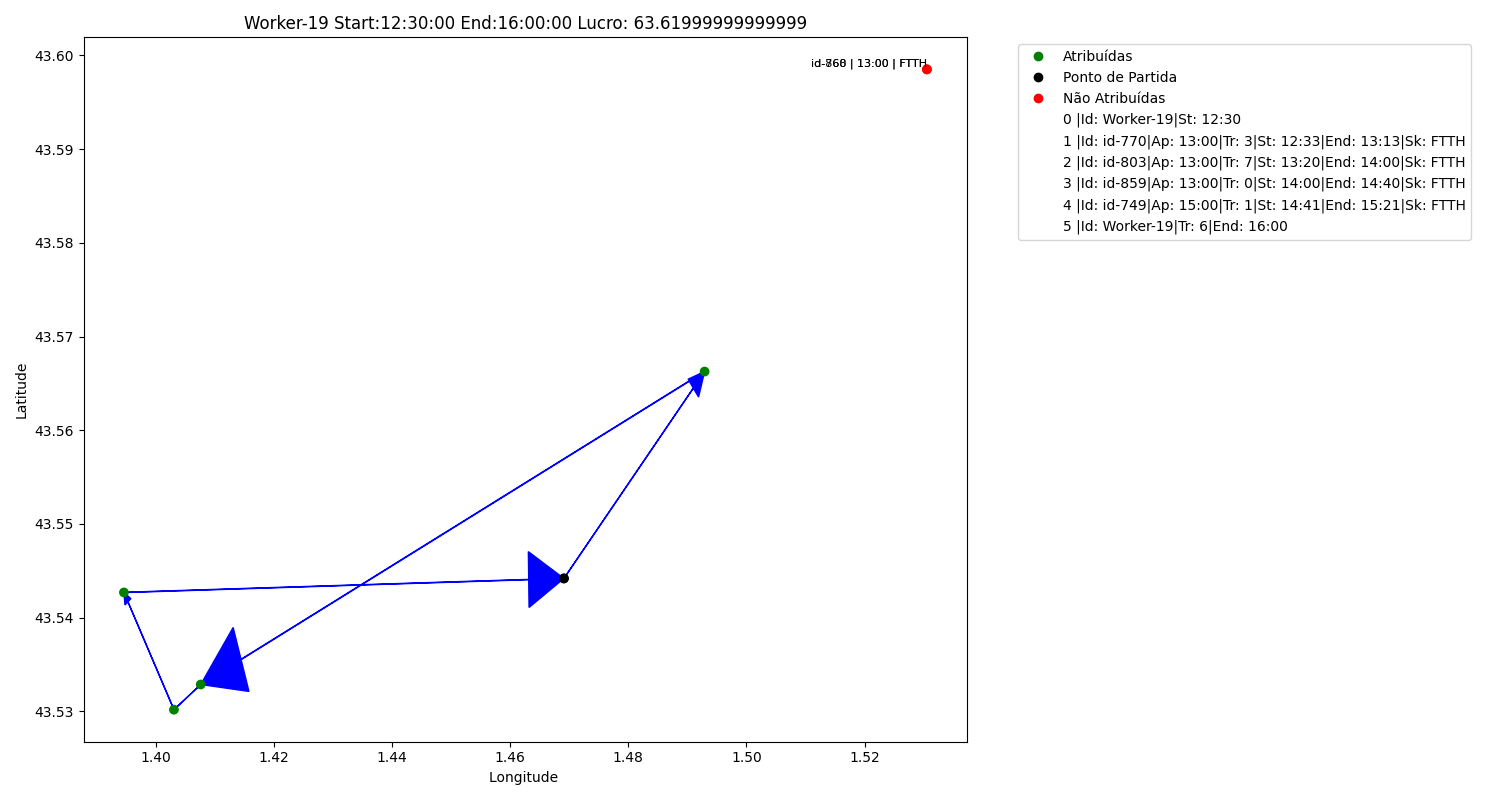 Worker-19 Start:12:30:00 End:16:00:00 Lucro: 63.61999999999999
43.60
43.59
43.58
43.57
43.56
43.55
43.54
43.53
Latitude
1.40
1.42
1.44
1.46
1.48
1.50
1.52
Longitude
| 13:00 | FTTH
Atribuídas
Ponto de Partida
Não Atribuídas
0 |Id: Worker-19|St: 12:30
1 |Id: id-770|Ap: 13:00|Tr: 3|St: 12:33|End: 13:13|Sk: FTTH
2 |Id: id-803|Ap: 13:00|Tr: 7|St: 13:20|End: 14:00|Sk: FTTH
3 |Id: id-859|Ap: 13:00|Tr: 0|St: 14:00|End: 14:40|Sk: FTTH
4 |Id: id-749|Ap: 15:00|Tr: 1|St: 14:41|End: 15:21|Sk: FTTH
5 |Id: Worker-19|Tr: 6|End: 16:00